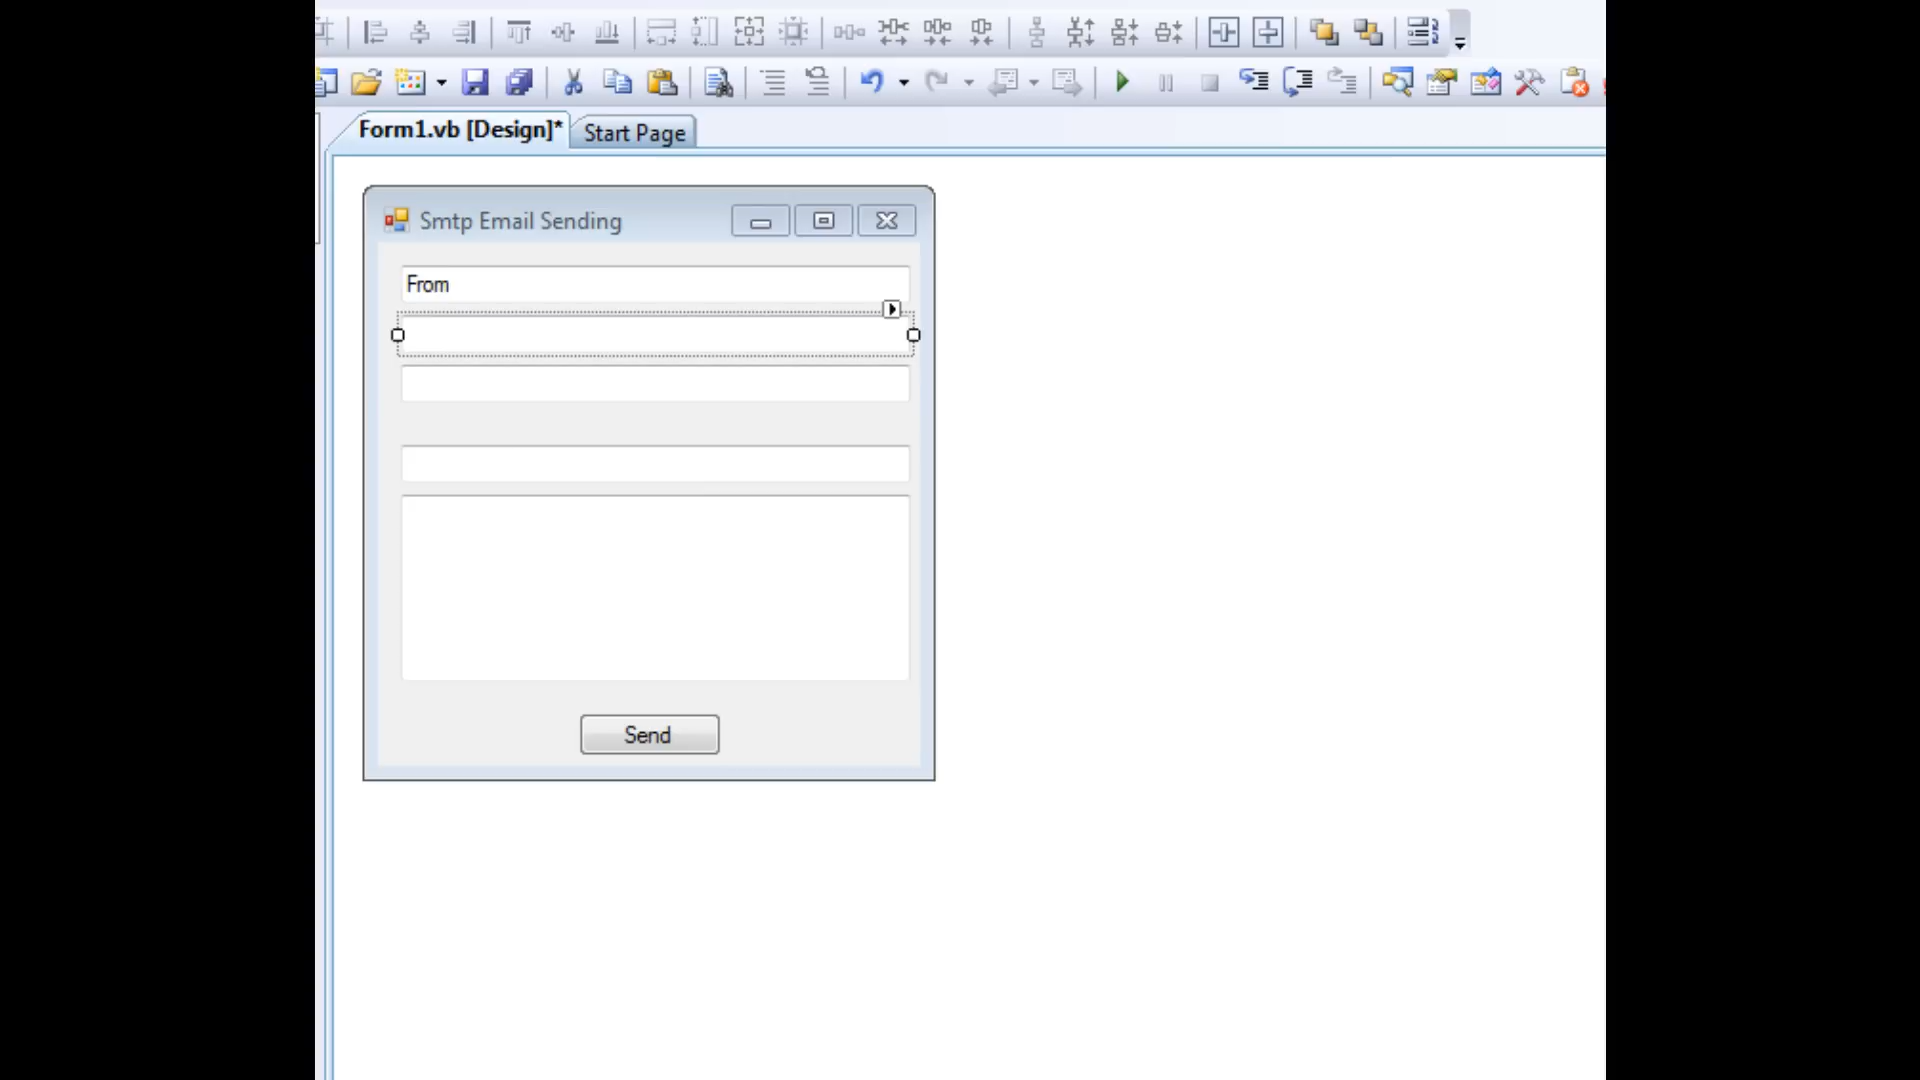 Form1.vb [Design]*
Start Page
Smtp Email Sending
From
Send